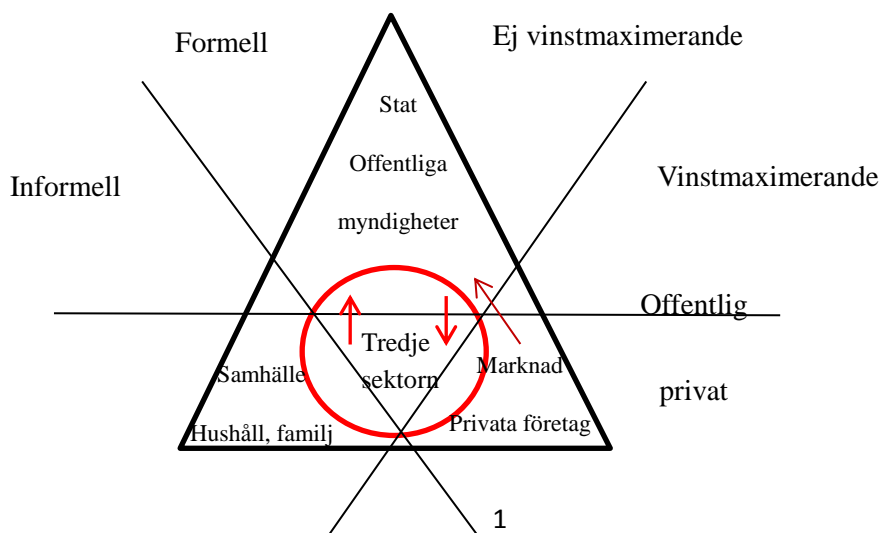 Formell
Ej vinstmaximerande
Stat
Offentliga
myndigheter
Informell
Vinstmaximerande
Offentlig
Tredje
sektorn
Samhälle
Marknad
privat
Hushåll, familj
Privata företag
1